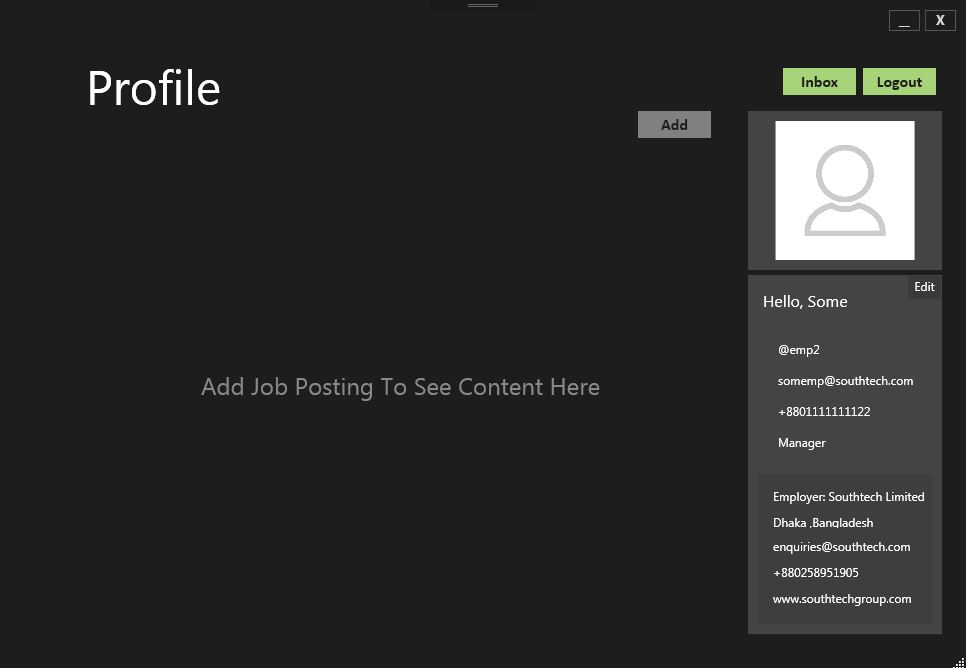 _ X
Profile
Inbox Logout
Add
Edit
Hello, Some
@emp2
somemp@southtech.com
+8801111111122
Manager
Add Job Posting To See Content Here
Employer: Southtech Limited
Dhaka ,Bangladesh
enquiries@southtech.com
+880258951905
www.southtechgroup.com